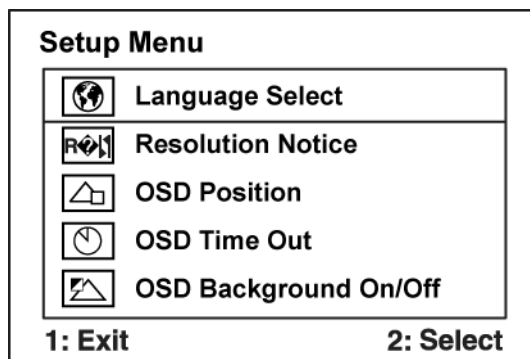 Setup Menu
Language Select
Resolution Notice
OSD Position
OSD Time Out
OSD Background On/Off
1: Exit 2: Select